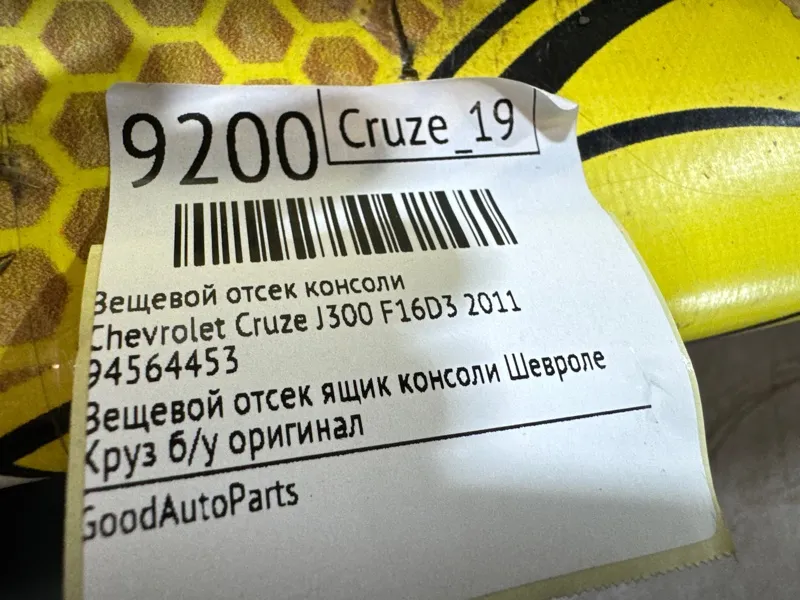 9200
Cruze_19
Вещевой отсек консоли
Chevrolet Cruze J300 F16D3 2011
94564453
Вещевой отсек ящик консоли Шевроле
Круз б/у оригинал
GoodAutoParts